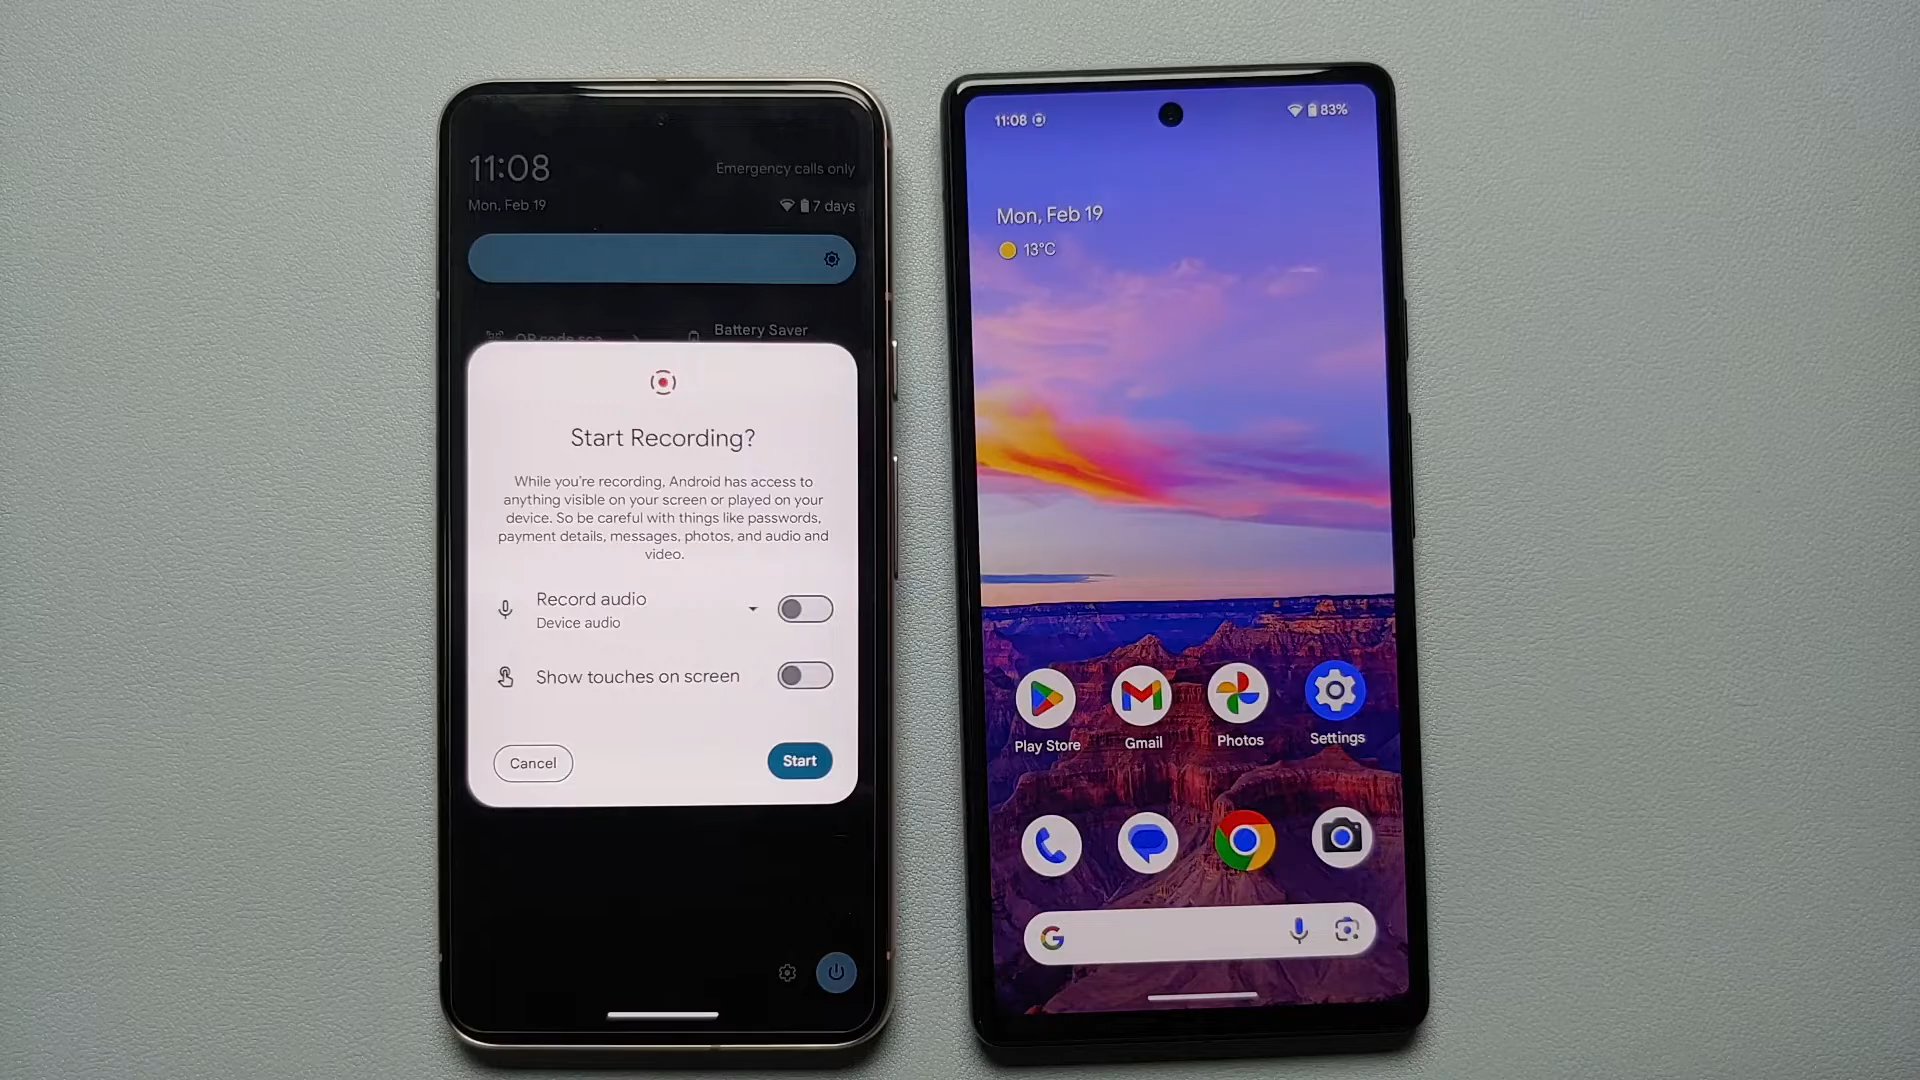 11:08
Emergency calls only
Mon, Feb 19
7 days
Battery Saver
Start Recording?
While you're recording, Android has access to
anything visible on your screen or played on your
device. So be careful with things like passwords,
payment details, messages, photos, and audio and
video.
Record audio
Device audio
Show touches on screen
Cancel
Start
11:08
83%
Mon, Feb 19
13°C
Play Store
Gmail
Photos
Settings